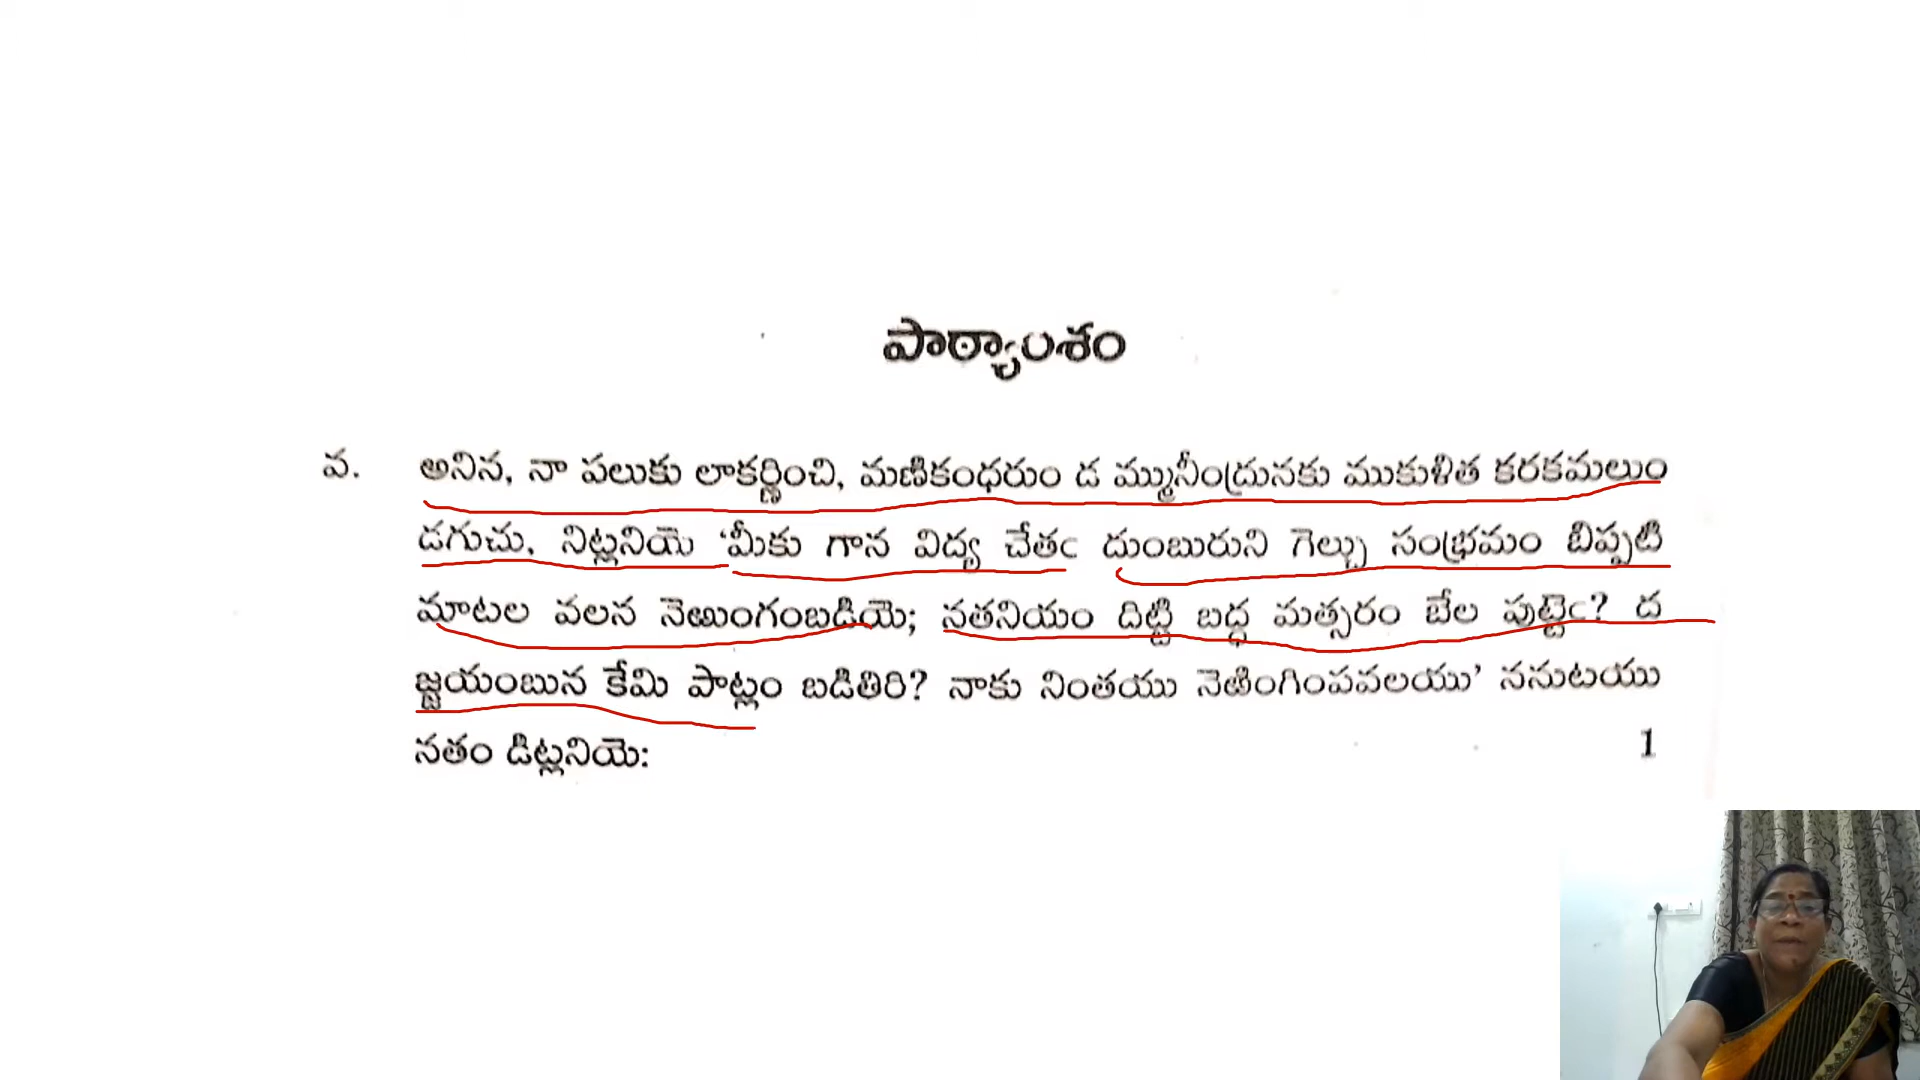 పాఠ్యాంశం
వ. అనిన, నా పలుకు లాకర్ణించి, మణికంధరుం డ మ్మునీంద్రునకు ముకుళిత కరకమలుం
డగుచు, నిట్లనియె ‘మీకు గాన విద్య చేతఁ దుంబురుని గెల్చు సంభ్రమం బిప్పటి
మాటల వలన నెఱుంగంబడియె; నతనియం దిట్టి బద్ధ మత్సరం బేల పుట్టెఁ? ద
జ్జయంబున కేమి పాట్లం బడితిరి? నాకు నింతయు నెఱింగింపవలయు’ ననుటయు
నతం డిట్లనియె: 1